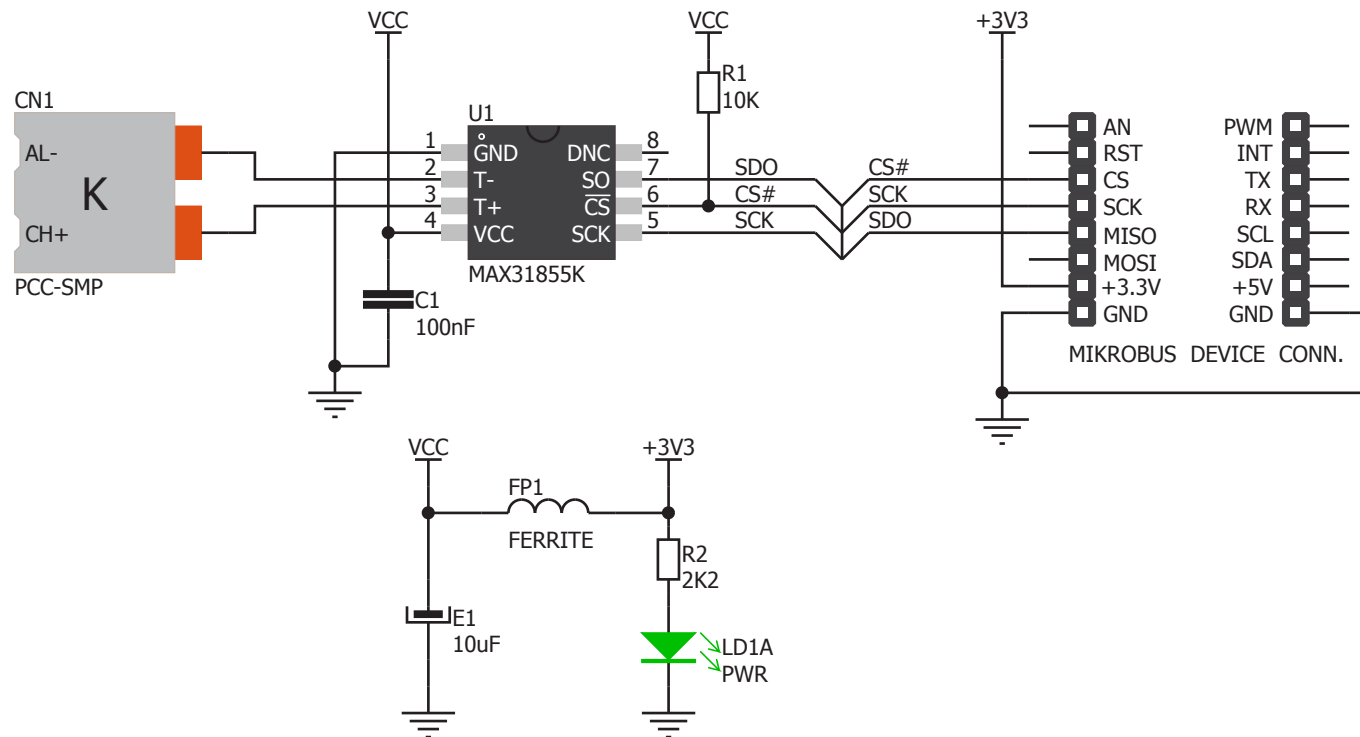 VCC
VCC
+3V3
CN1
AL-
K
CH+
PCC-SMP
U1
1
2
3
4
GND
T-
T+
VCC
DNC
SO
CS
SCK
8
7
6
5
MAX31855K
C1
100nF
R1
10K
SDO
CS#
SCK
CS#
SCK
SDO
AN
RST
CS
SCK
MISO
MOSI
+3.3V
GND
PWM
INT
TX
RX
SCL
SDA
+5V
GND
MIKROBUS DEVICE CONN.
VCC
+3V3
FP1
FERRITE
R2
2K2
E1
10uF
LD1A
PWR